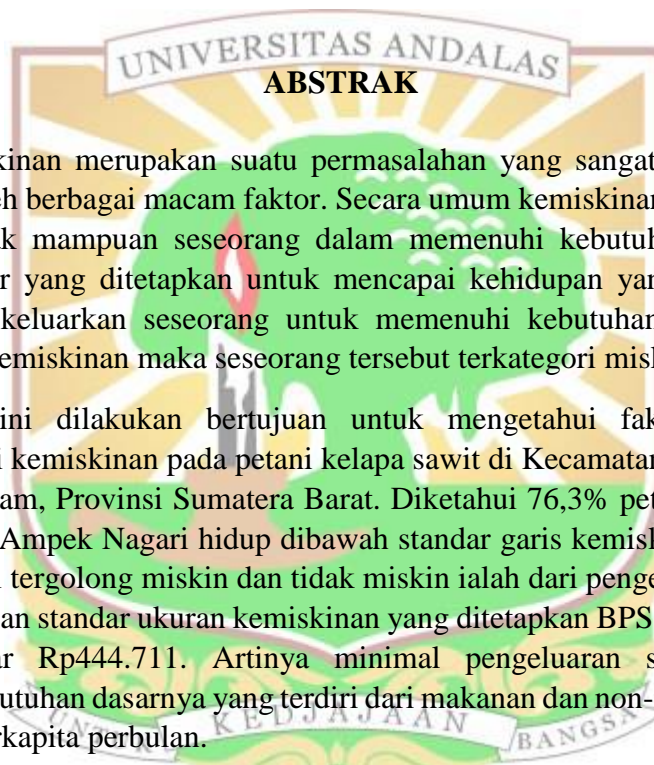 UNIVERSITAS ANDALAS
ABSTRAK
kinan merupakan suatu permasalahan yang sangat
eh berbagai macam faktor. Secara umum kemiskinan
ak mampuan seseorang dalam memenuhi kebutuh
r yang ditetapkan untuk mencapai kehidupan yan
keluarkan seseorang untuk memenuhi kebutuhan
kemiskinan maka seseorang tersebut terkategori misk
ini dilakukan bertujuan untuk mengetahui fak
i kemiskinan pada petani kelapa sawit di Kecamatan
am, Provinsi Sumatera Barat. Diketahui 76,3% pet
Ampek Nagari hidup dibawah standar garis kemisk
tergolong miskin dan tidak miskin ialah dari penge
an standar ukuran kemiskinan yang ditetapkan BPS
ar Rp444.711. Artinya minimal pengeluaran s
utuhan dasarnya yang terdiri dari makanan dan non-
rkapita perbulan.
KEDJAJAAN BANGSA